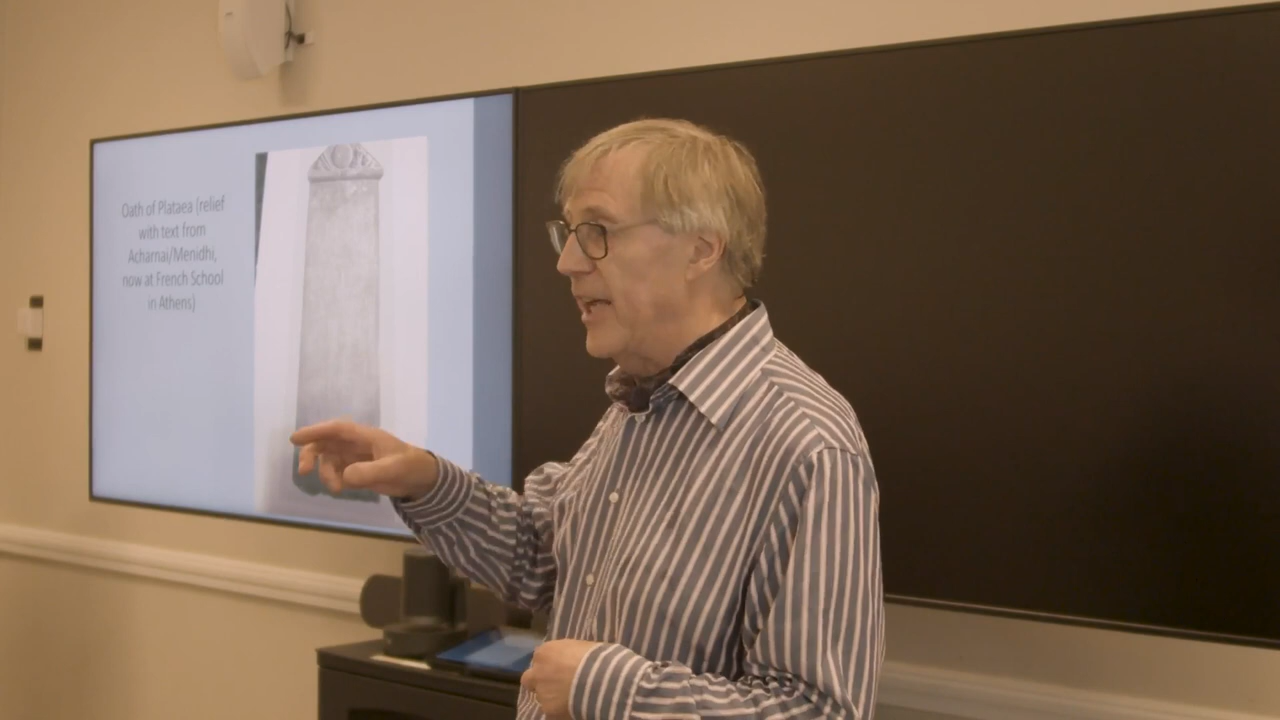 Oath of Plataea (relief
with text from
Acharnai/Menidhi,
now at French School
in Athens)